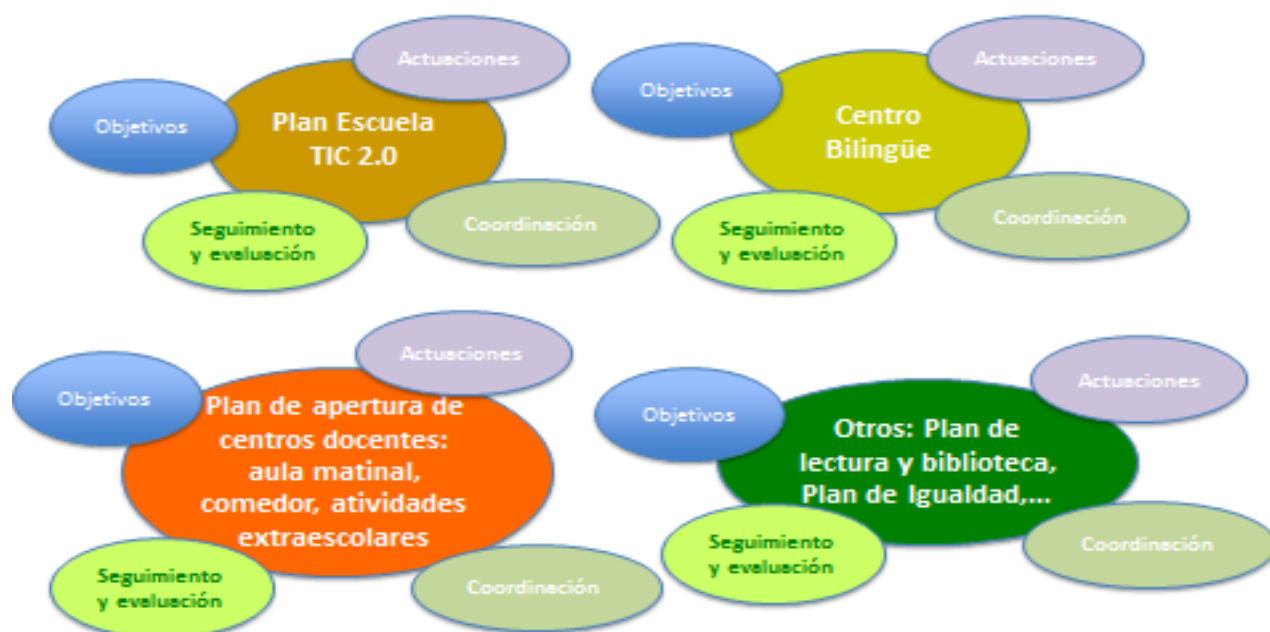 Actuaciones
Objetivos
Plan Escuela
TIC 2.0
Seguimiento
y evaluación
Coordinación
Actuaciones
Objetivos
Centro
Bilingüe
Seguimiento
y evaluación
Coordinación
Actuaciones
Objetivos
Plan de apertura de
centros docentes:
aula matinal,
comedor, atividades
extraescolares
Seguimiento
y evaluación
Coordinación
Actuaciones
Objetivos
Otros: Plan de
lectura y biblioteca,
Plan de Igualdad,...
Seguimiento
y evaluación
Coordinación